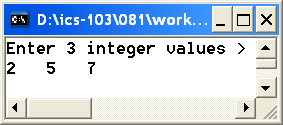 D:\ics-103\081\work...
Enter 3 integer values >
2   5   7